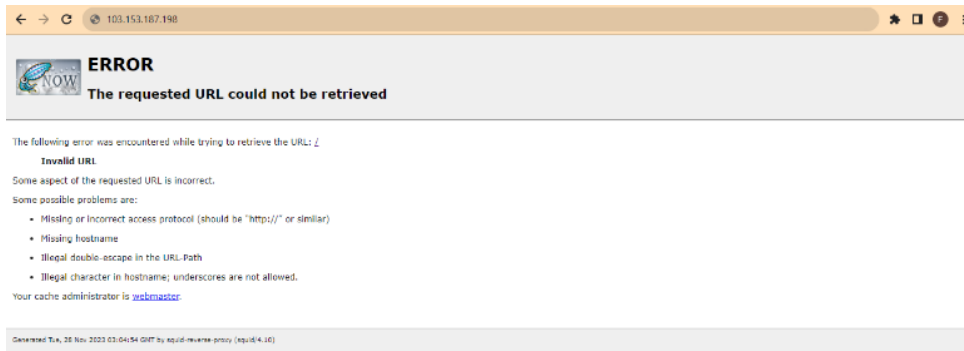 103.153.187.198
F
NOW
ERROR
The requested URL could not be retrieved
The following error was encountered while trying to retrieve the URL: /
Invalid URL
Some aspect of the requested URL is incorrect.
Some possible problems are:
• Missing or incorrect access protocol (should be "http://" or similar)
• Missing hostname
• Illegal double-escape in the URL-Path
• Illegal character in hostname; underscores are not allowed.
Your cache administrator is webmaster.
Generated Tue, 28 Nov 2023 03:04:54 GMT by squid-reverse-proxy (squid/4.10)